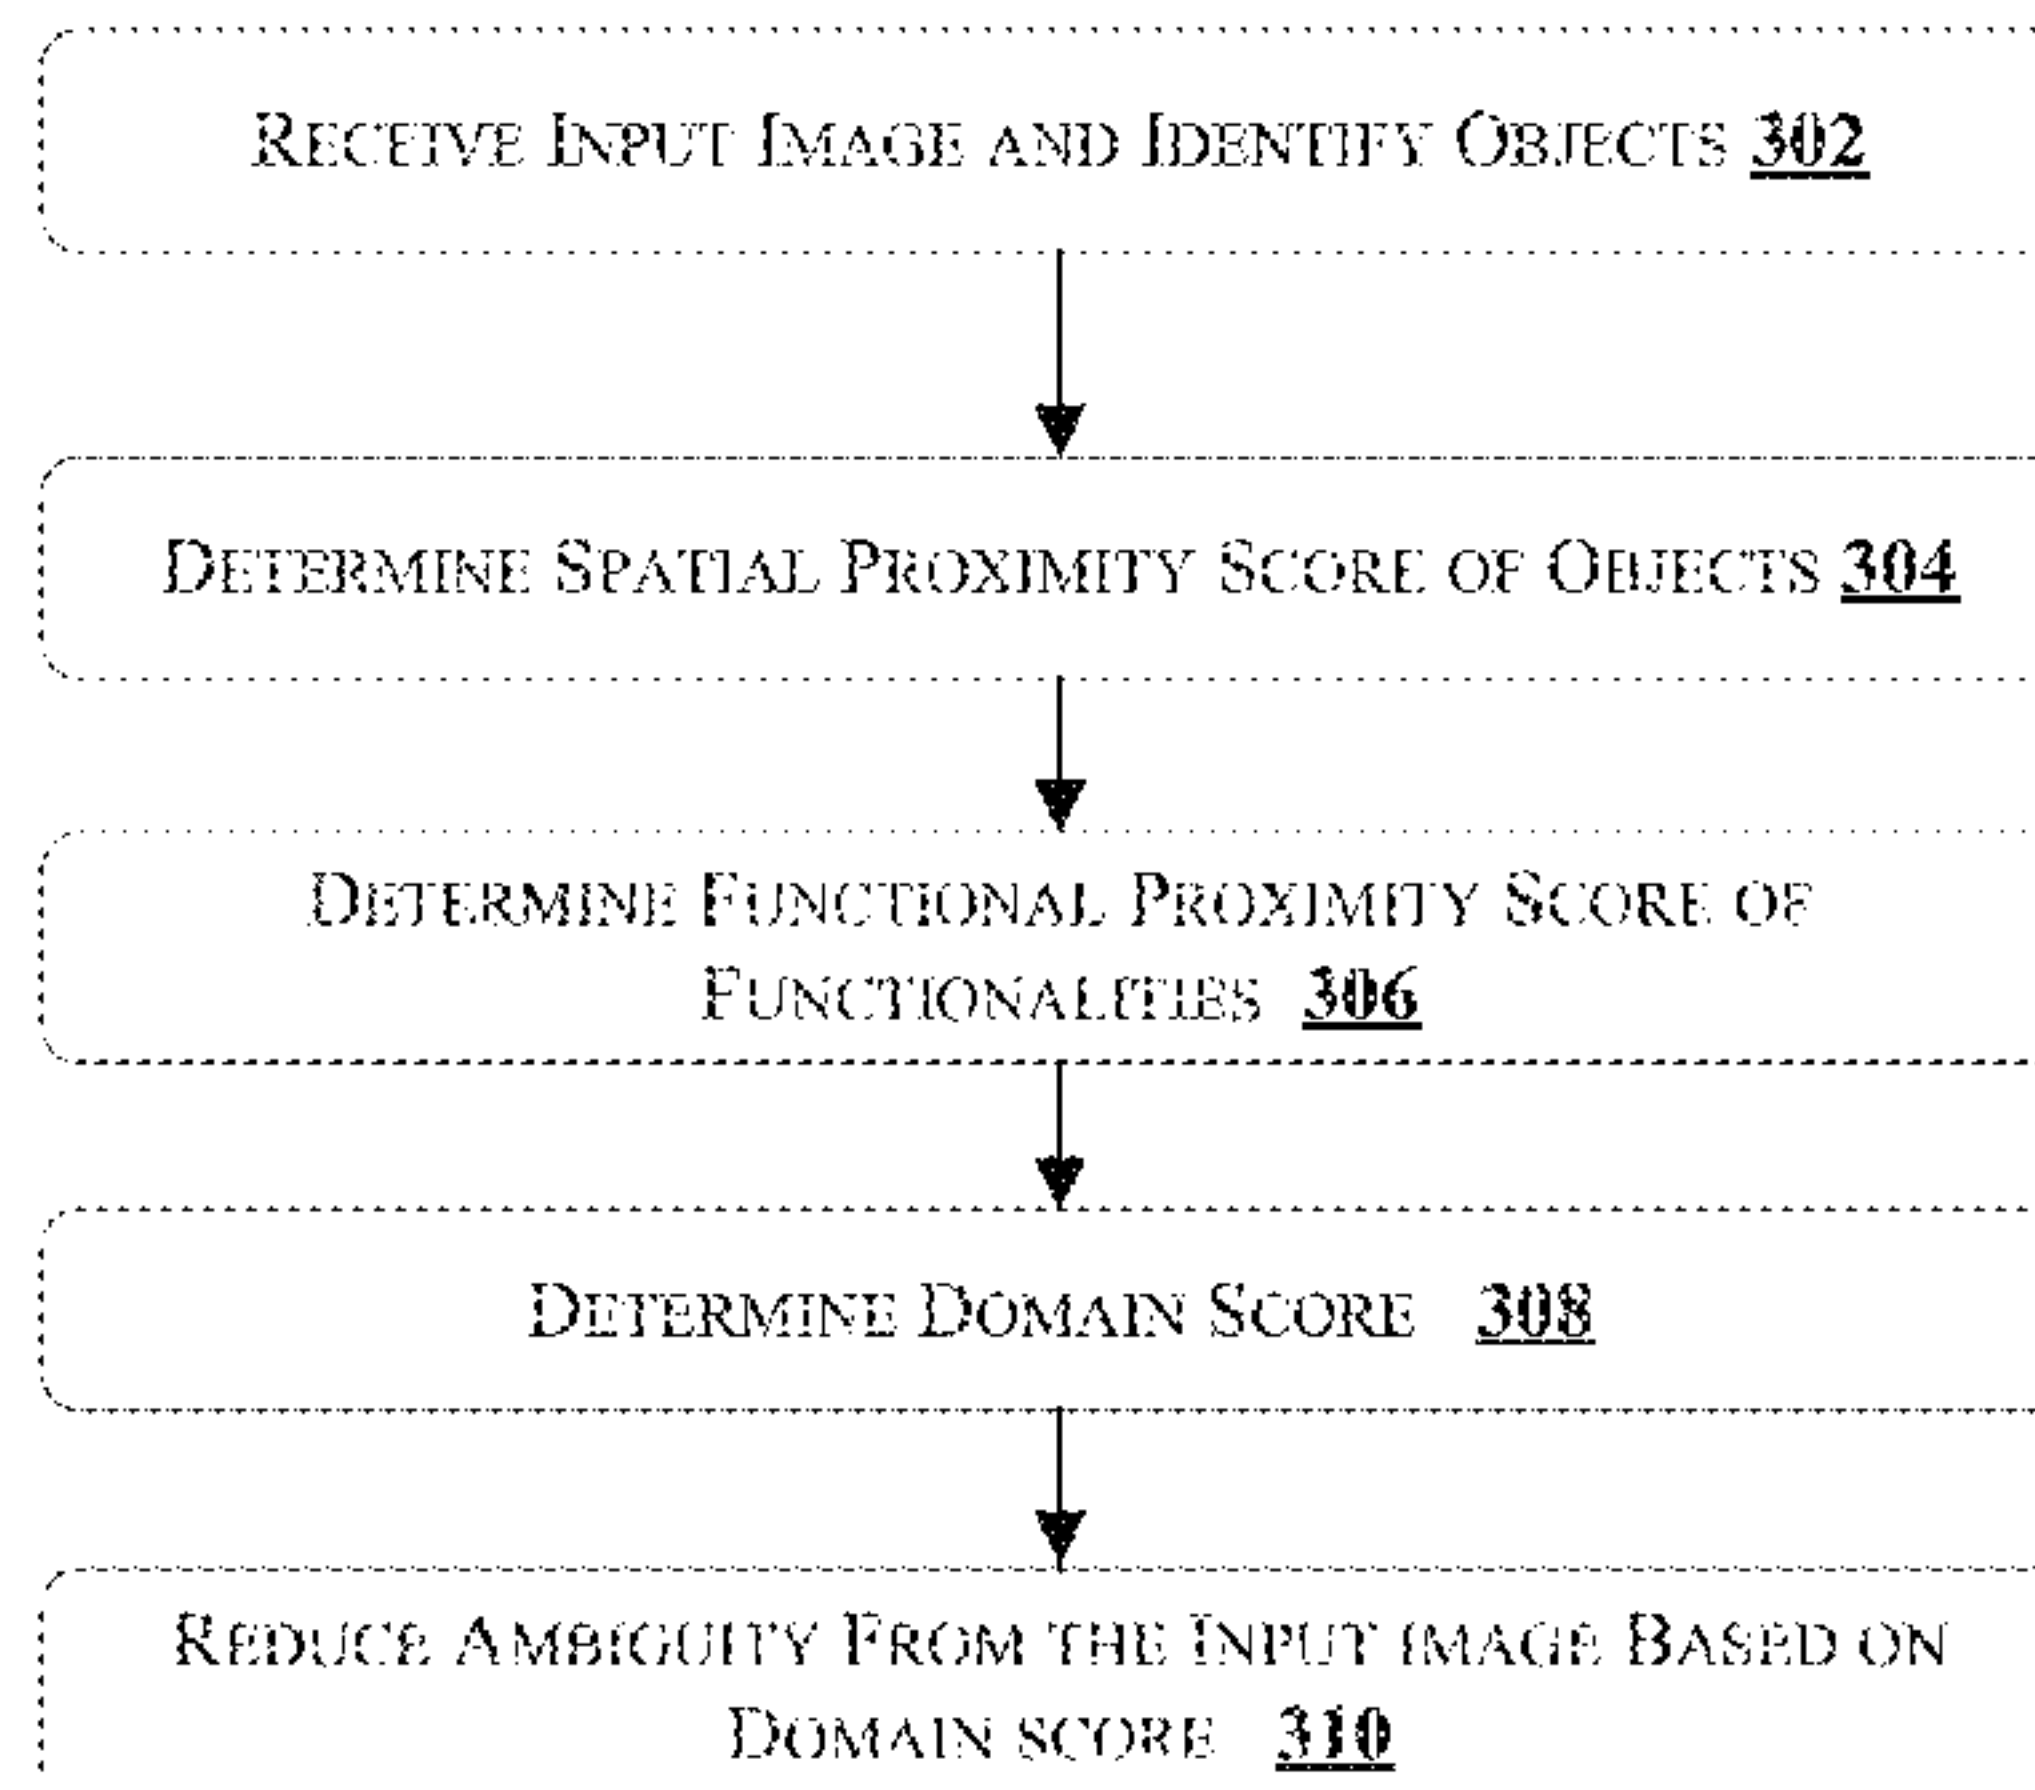 RECEIVE INPUT IMAGE AND IDENTIFY OBJECTS 302
DETERMINE SPATIAL PROXIMITY SCORE OF OBJECTS 304
DETERMINE FUNCTIONAL PROXIMITY SCORE OF
FUNCTIONALITIES 306
DETERMINE DOMAIN SCORE 308
REDUCE AMBIGUITY FROM THE INPUT IMAGE BASED ON
DOMAIN SCORE 310